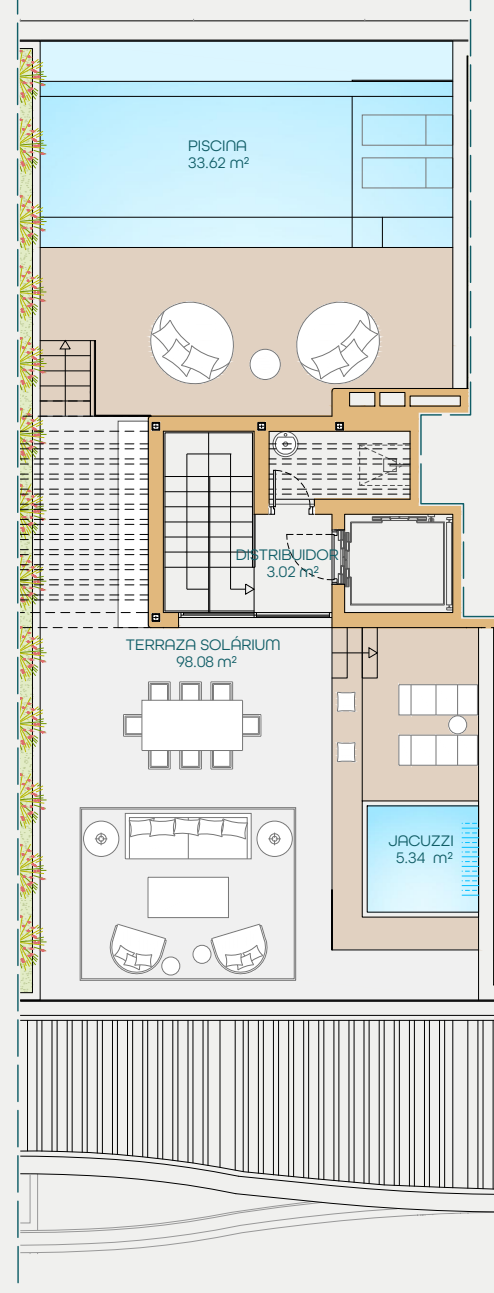 PISCINA
33.62 m²
DISTRIBUIDOR
3.02 m²
TERRAZA SOLÁRIUM
98.08 m²
JACUZZI
5.34 m²